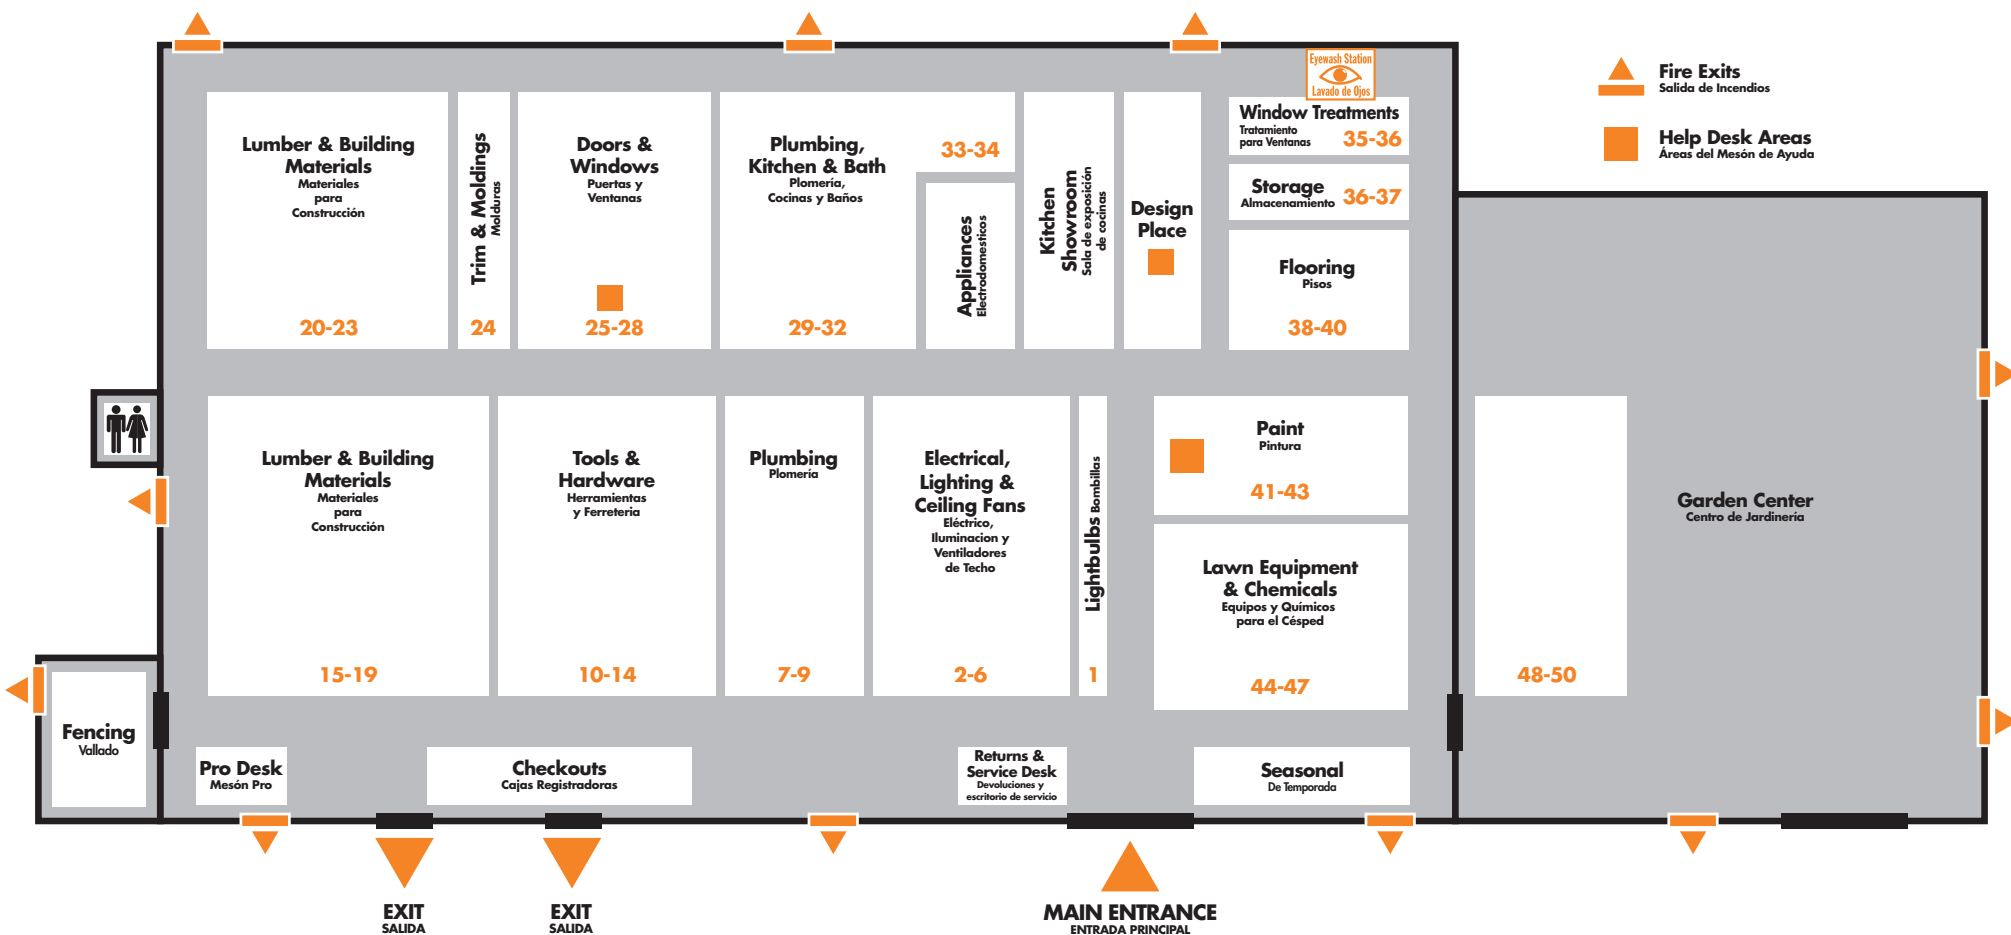 Eyewash Station
Lavado de Ojos
Fire Exits
Salida de Incendios
Help Desk Areas
Áreas del Mesón de Ayuda
Lumber & Building
Materials
Materiales
para
Construcción
20-23
Trim & Moldings
Molduras
24
Doors &
Windows
Puertas y
Ventanas
25-28
Plumbing,
Kitchen & Bath
Plomería,
Cocinas y Baños
29-32
33-34
Appliances
Electrodomesticos
Kitchen
Showroom
Sala de exposición
de cocinas
Design
Place
Window Treatments
Tratamiento
para Ventanas
35-36
Storage
Almacenamiento
36-37
Flooring
Pisos
38-40
Lumber & Building
Materials
Materiales
para
Construcción
15-19
Tools &
Hardware
Herramientas
y Ferreteria
10-14
Plumbing
Plomería
7-9
Electrical,
Lighting &
Ceiling Fans
Eléctrico,
Iluminacion y
Ventiladores
de Techo
2-6
Lightbulbs Bombillas
1
Paint
Pintura
41-43
Lawn Equipment
& Chemicals
Equipos y Químicos
para el Césped
44-47
Garden Center
Centro de Jardinería
48-50
Fencing
Vallado
Pro Desk
Mesón Pro
Checkouts
Cajas Registradoras
Returns &
Service Desk
Devoluciones y
escritorio de servicio
Seasonal
De Temporada
EXIT
SALIDA
EXIT
SALIDA
MAIN ENTRANCE
ENTRADA PRINCIPAL